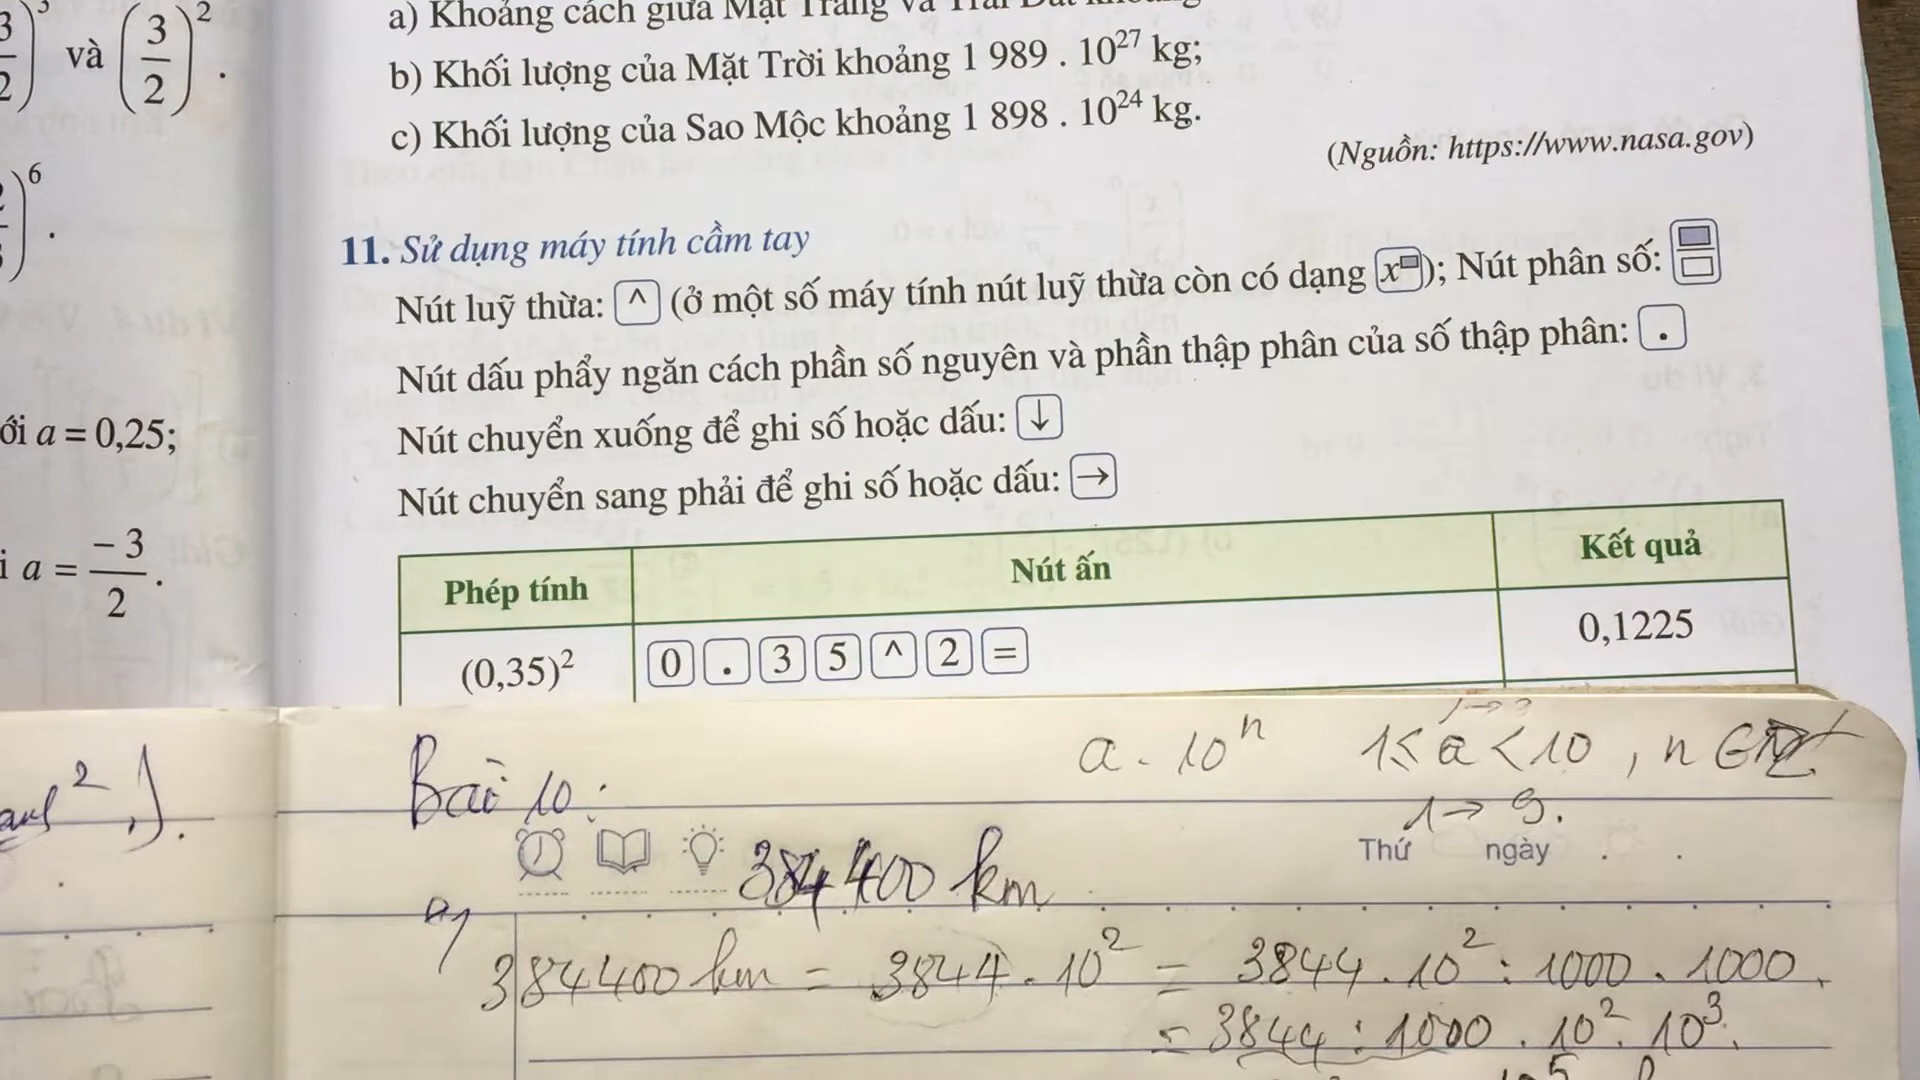 và (3/2)².
a) Khoảng cách giữa Mặt Trăng và Trái Đất khoảng
b) Khối lượng của Mặt Trời khoảng 1 989 . 10²⁷ kg;
c) Khối lượng của Sao Mộc khoảng 1 898 . 10²⁴ kg.
(Nguồn: https://www.nasa.gov)
)⁶.
11. Sử dụng máy tính cầm tay
Nút luỹ thừa: ^ (ở một số máy tính nút luỹ thừa còn có dạng x▫); Nút phân số:
Nút dấu phẩy ngăn cách phần số nguyên và phần thập phân của số thập phân: .
ới a = 0,25;
Nút chuyển xuống để ghi số hoặc dấu: ↓
Nút chuyển sang phải để ghi số hoặc dấu: →
i a = -3/2.
Phép tính Nút ấn Kết quả
(0,35)² 0 . 3 5 ^ 2 = 0,1225
Bài 10: a . 10ⁿ 1 ≤ a < 10 , n ∈
1 → 9.
Thứ ngày
384 400 km
a)
384400 km = 3844 . 10² = 3844 . 10² : 1000 . 1000.
= 3844 : 1000 . 10² . 10³.